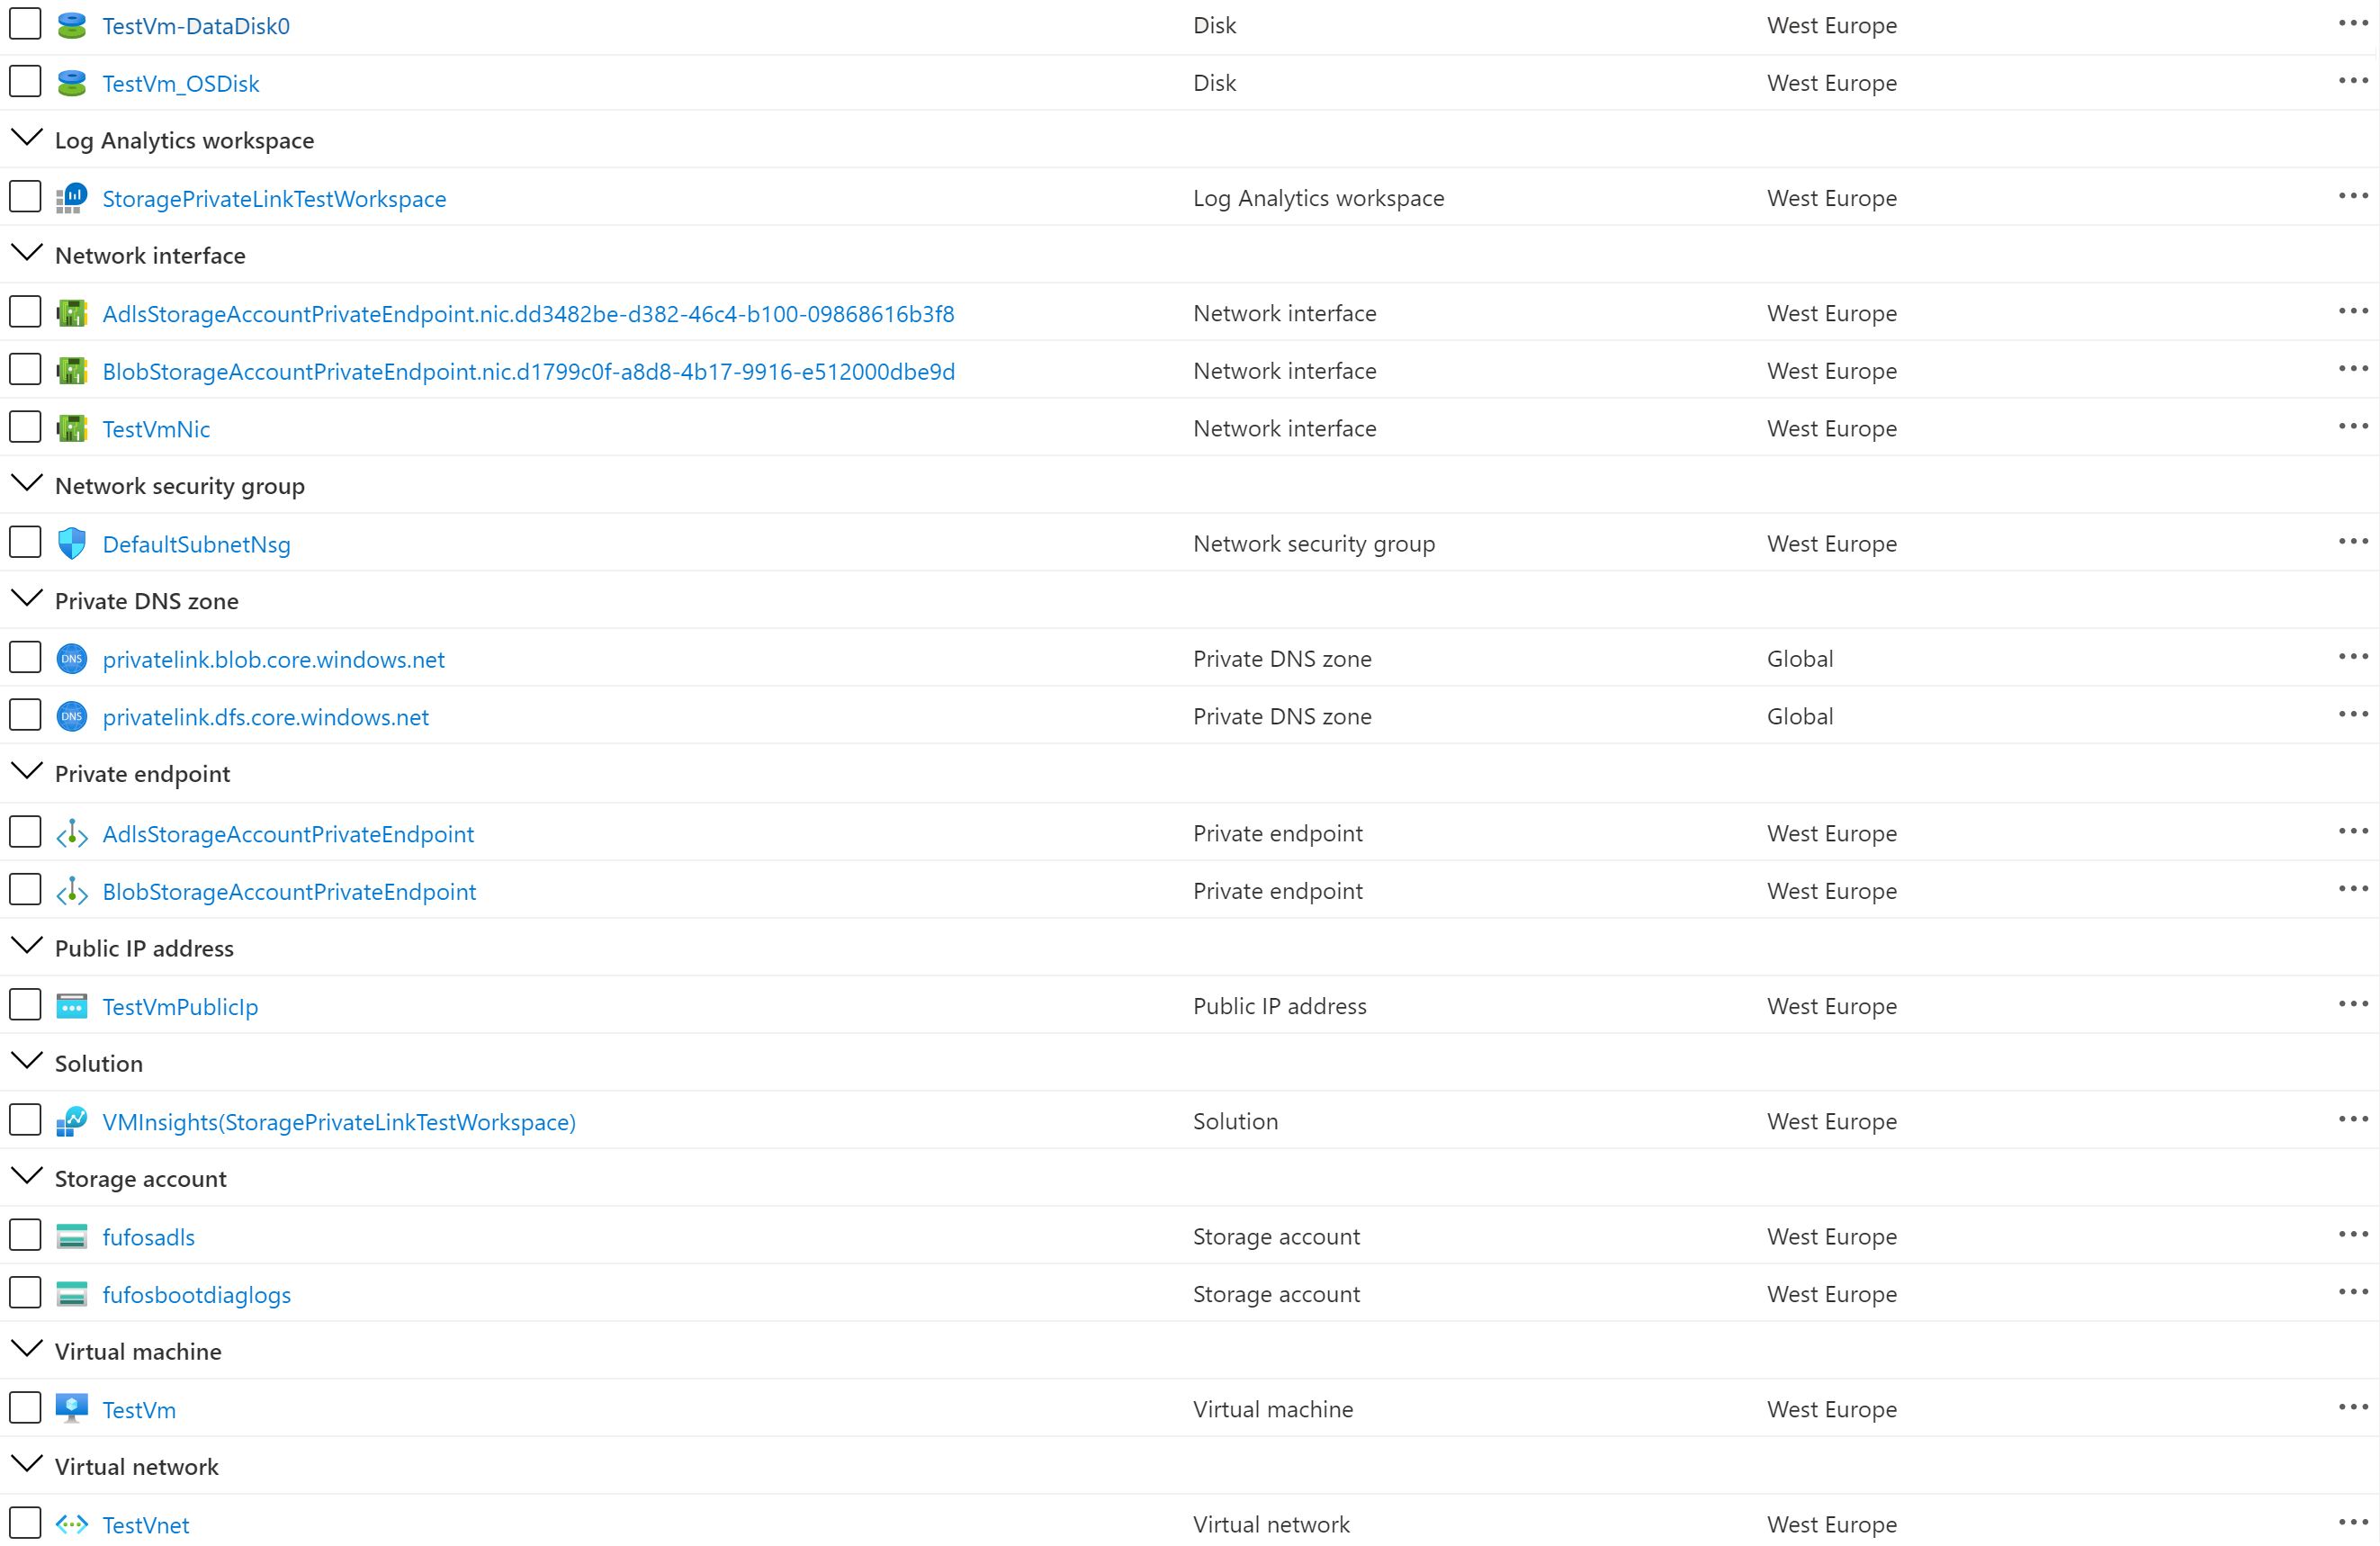 TestVm-DataDisk0 Disk West Europe
TestVm_OSDisk Disk West Europe
Log Analytics workspace
StoragePrivateLinkTestWorkspace Log Analytics workspace West Europe
Network interface
AdlsStorageAccountPrivateEndpoint.nic.dd3482be-d382-46c4-b100-09868616b3f8 Network interface West Europe
BlobStorageAccountPrivateEndpoint.nic.d1799c0f-a8d8-4b17-9916-e512000dbe9d Network interface West Europe
TestVmNic Network interface West Europe
Network security group
DefaultSubnetNsg Network security group West Europe
Private DNS zone
DNS privatelink.blob.core.windows.net Private DNS zone Global
DNS privatelink.dfs.core.windows.net Private DNS zone Global
Private endpoint
AdlsStorageAccountPrivateEndpoint Private endpoint West Europe
BlobStorageAccountPrivateEndpoint Private endpoint West Europe
Public IP address
TestVmPublicIp Public IP address West Europe
Solution
VMInsights(StoragePrivateLinkTestWorkspace) Solution West Europe
Storage account
fufosadls Storage account West Europe
fufosbootdiaglogs Storage account West Europe
Virtual machine
TestVm Virtual machine West Europe
Virtual network
TestVnet Virtual network West Europe